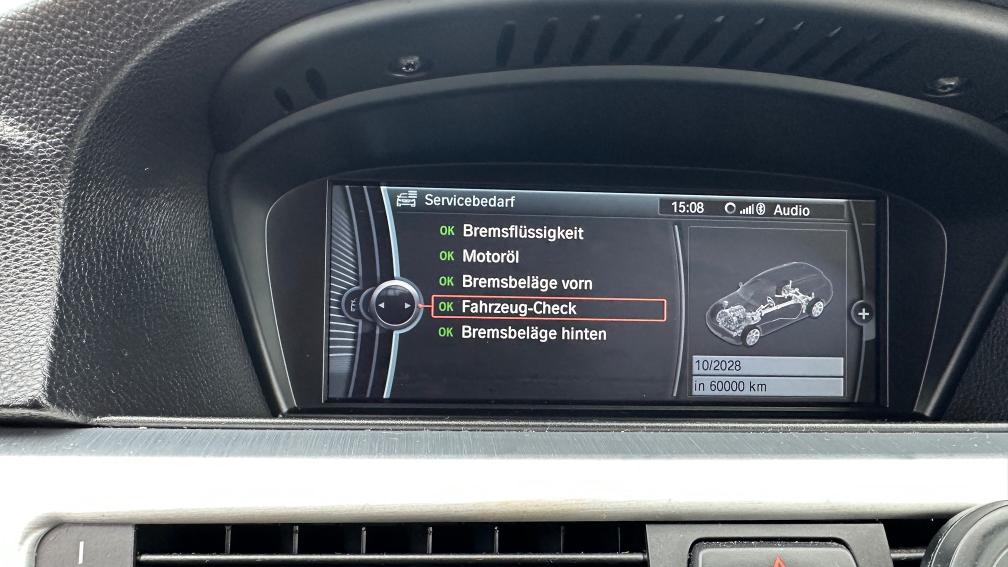 Servicebedarf 15:08 Audio
OK Bremsflüssigkeit
OK Motoröl
OK Bremsbeläge vorn
OK Fahrzeug-Check
OK Bremsbeläge hinten
10/2028
in 60000 km